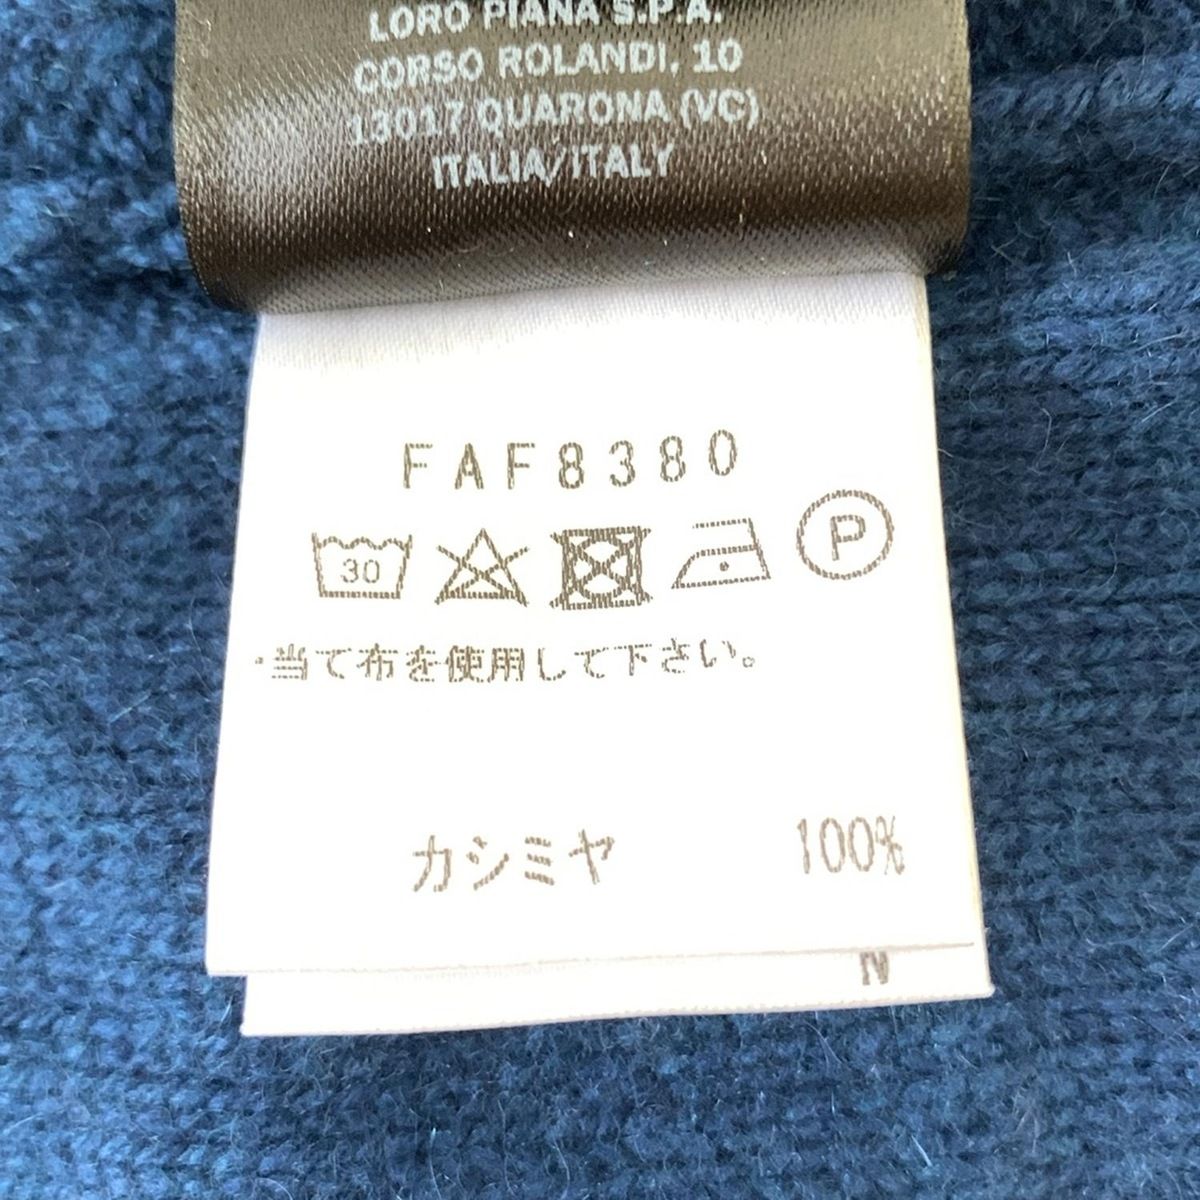 LORO PIANA S.P.A.
CORSO ROLANDI, 10
13017 QUARONA (VC)
ITALIA/ITALY
FAF8380
30
P
・当て布を使用して下さい。
カシミヤ 100%
N